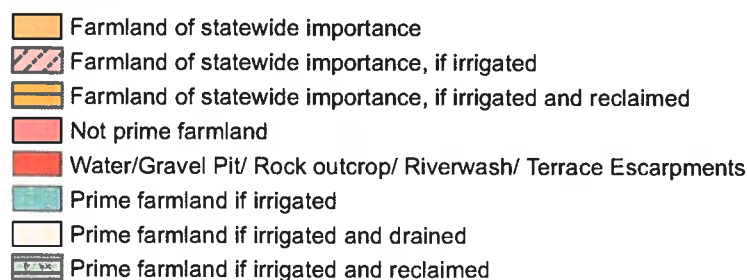 Farmland of statewide importance
Farmland of statewide importance, if irrigated
Farmland of statewide importance, if irrigated and reclaimed
Not prime farmland
Water/Gravel Pit/ Rock outcrop/ Riverwash/ Terrace Escarpments
Prime farmland if irrigated
Prime farmland if irrigated and drained
Prime farmland if irrigated and reclaimed